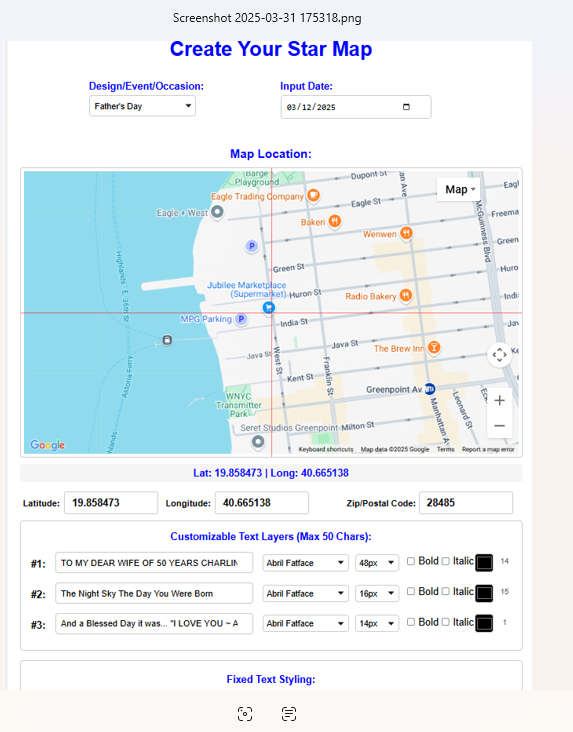 Screenshot 2025-03-31 175318.png
Create Your Star Map
Design/Event/Occasion:
Input Date:
Father's Day
03/12/2025
Map Location:
Barge
Playground
Dupont St
Eagle Trading Company
Eagle St
Map
Eagl
Eagle + West
Bakeri
Wenwen
McGuinness Blvd
Freema
Green
P
Green St
Huro
Highlands - E. 35th St
Jubilee Marketplace
(Supermarket)
Huron St
Radio Bakery
Indi
MPG Parking
P
India St
Java St
Java St
The Brew Inn
West St
Astoria Ferry
Franklin St
Kent St
Greenpoint Av
WNYC
Transmitter
Park
Manhattan Av
Leonard St
Seret Studios Greenpoint
Milton St
Google
Keyboard shortcuts
Map data ©2025 Google
Terms
Report a map error
Lat: 19.858473 | Long: 40.665138
Latitude: 19.858473 Longitude: 40.665138 Zip/Postal Code: 28485
Customizable Text Layers (Max 50 Chars):
#1: TO MY DEAR WIFE OF 50 YEARS CHARLIN Abril Fatface 48px Bold Italic 14
#2: The Night Sky The Day You Were Born Abril Fatface 16px Bold Italic 15
#3: And a Blessed Day it was... "I LOVE YOU ~ A Abril Fatface 14px Bold Italic 1
Fixed Text Styling: